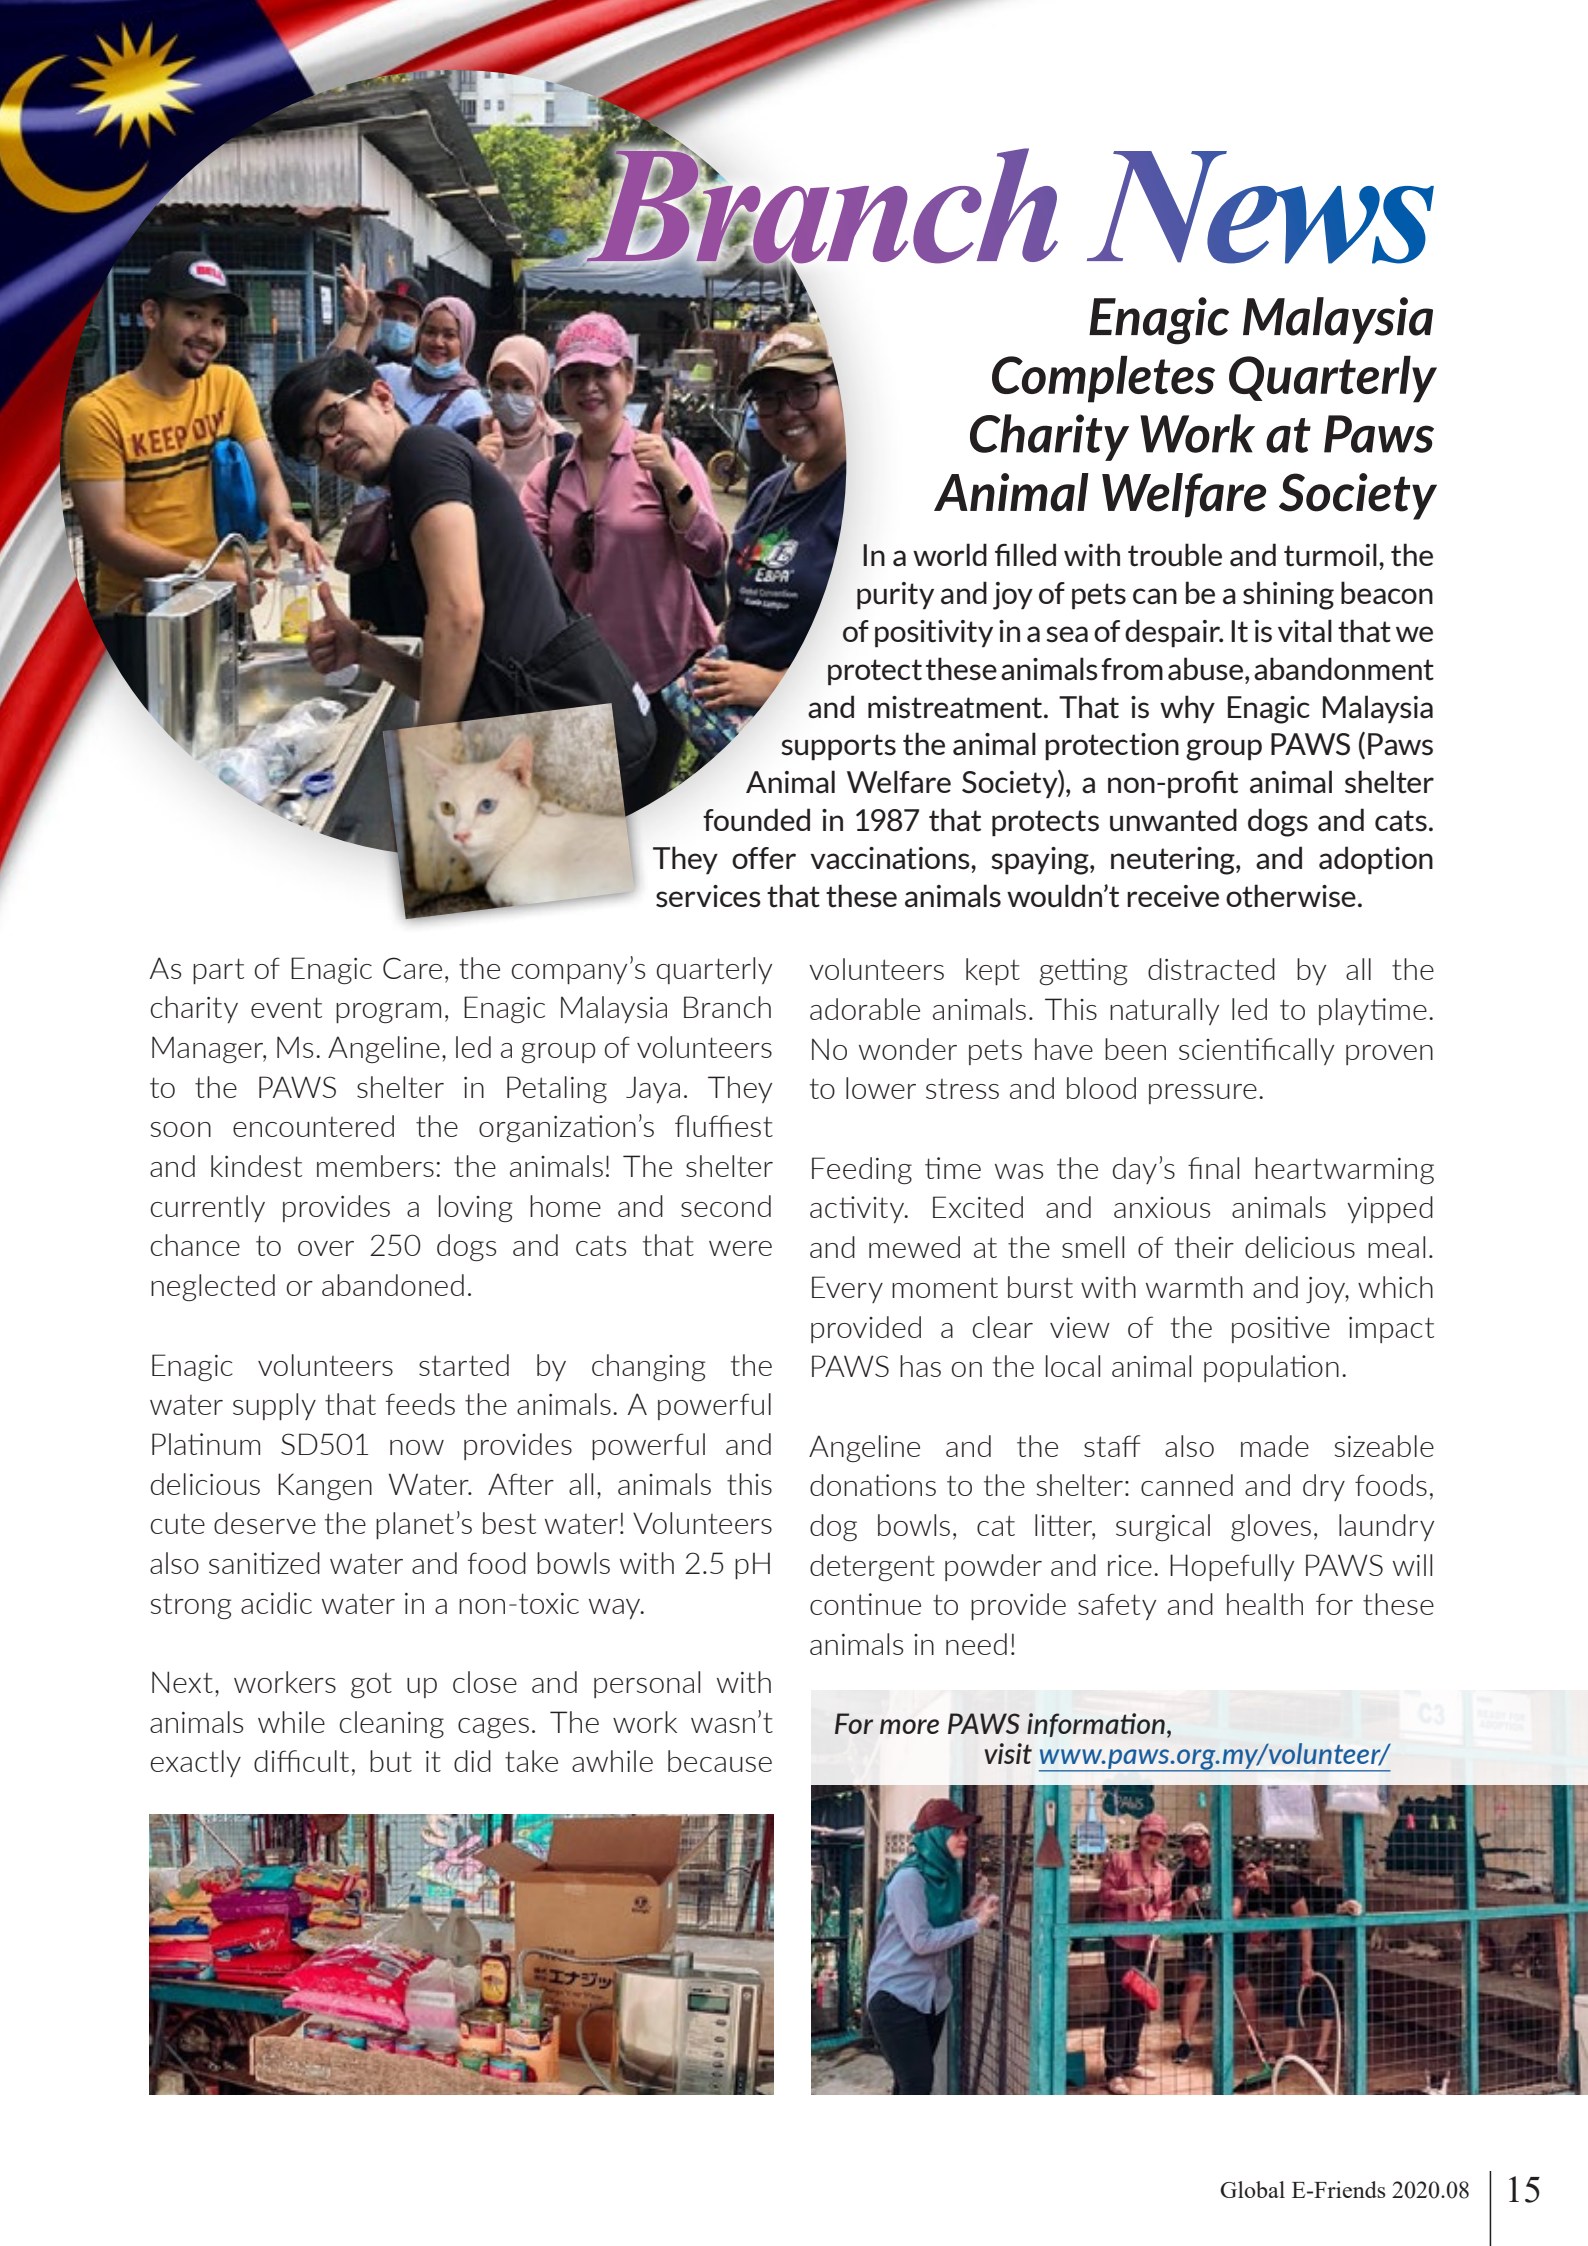 Branch News
Enagic Malaysia
Completes Quarterly
Charity Work at Paws
Animal Welfare Society
In a world filled with trouble and turmoil, the
purity and joy of pets can be a shining beacon
of positivity in a sea of despair. It is vital that we
protect these animals from abuse, abandonment
and mistreatment. That is why Enagic Malaysia
supports the animal protection group PAWS (Paws
Animal Welfare Society), a non-profit animal shelter
founded in 1987 that protects unwanted dogs and cats.
They offer vaccinations, spaying, neutering, and adoption
services that these animals wouldn't receive otherwise.
BELL
KEEP
E8PA
Global Convention
As part of Enagic Care, the company's quarterly
charity event program, Enagic Malaysia Branch
Manager, Ms. Angeline, led a group of volunteers
to the PAWS shelter in Petaling Jaya. They
soon encountered the organization's fluffiest
and kindest members: the animals! The shelter
currently provides a loving home and second
chance to over 250 dogs and cats that were
neglected or abandoned.
Enagic volunteers started by changing the
water supply that feeds the animals. A powerful
Platinum SD501 now provides powerful and
delicious Kangen Water. After all, animals this
cute deserve the planet's best water! Volunteers
also sanitized water and food bowls with 2.5 pH
strong acidic water in a non-toxic way.
Next, workers got up close and personal with
animals while cleaning cages. The work wasn't
exactly difficult, but it did take awhile because
volunteers kept getting distracted by all the
adorable animals. This naturally led to playtime.
No wonder pets have been scientifically proven
to lower stress and blood pressure.
Feeding time was the day's final heartwarming
activity. Excited and anxious animals yipped
and mewed at the smell of their delicious meal.
Every moment burst with warmth and joy, which
provided a clear view of the positive impact
PAWS has on the local animal population.
Angeline and the staff also made sizeable
donations to the shelter: canned and dry foods,
dog bowls, cat litter, surgical gloves, laundry
detergent powder and rice. Hopefully PAWS will
continue to provide safety and health for these
animals in need!
For more PAWS information,
visit www.paws.org.my/volunteer/
C3
READY FOR
ADOPTION
PAWS
エナジッ
Global E-Friends 2020.08
15